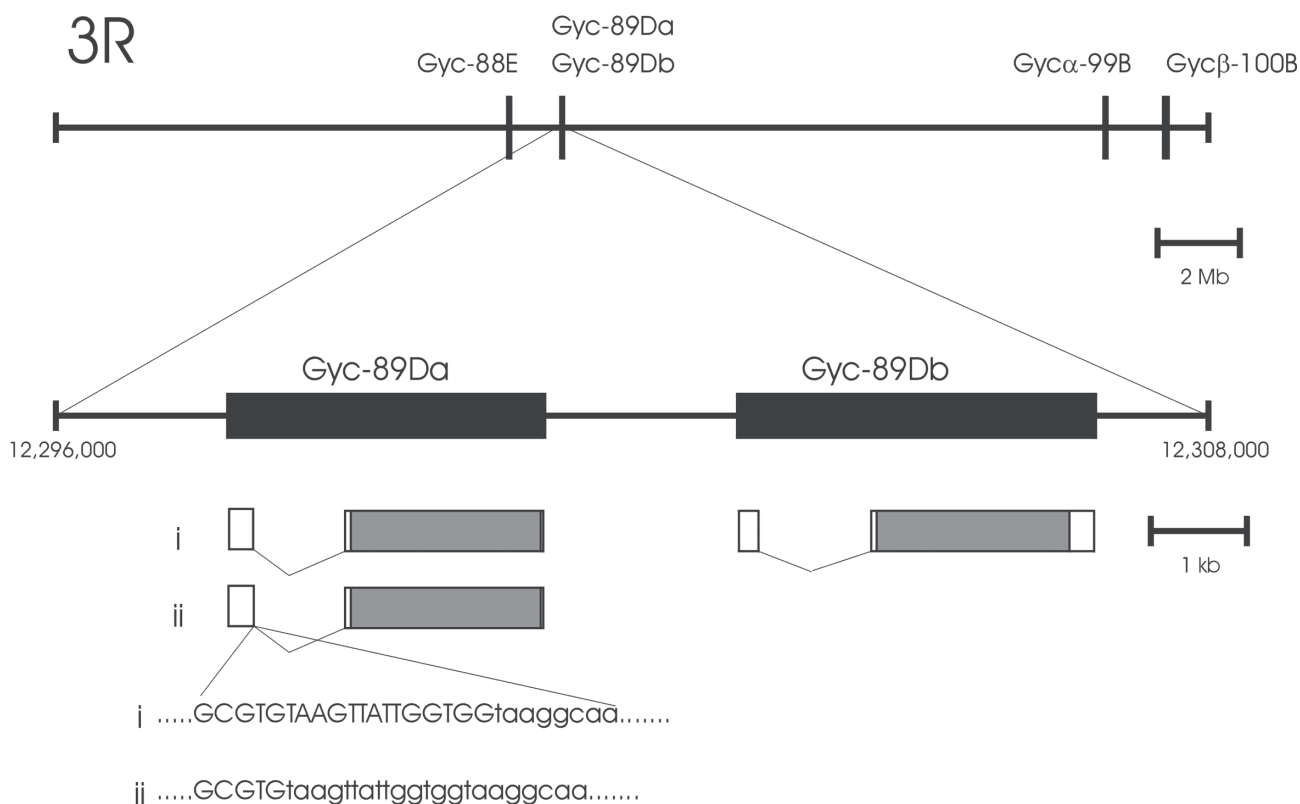 3R
Gyc-88E
Gyc-89Da
Gyc-89Db
Gycα-99B
Gycβ-100B
2 Mb
Gyc-89Da
Gyc-89Db
12,296,000
12,308,000
i
1 kb
ii
i .....GCGTGTAAGTTATTGGTGGtaaggcaa.......
ii .....GCGTGtaagttattggtggtaaggcaa.......